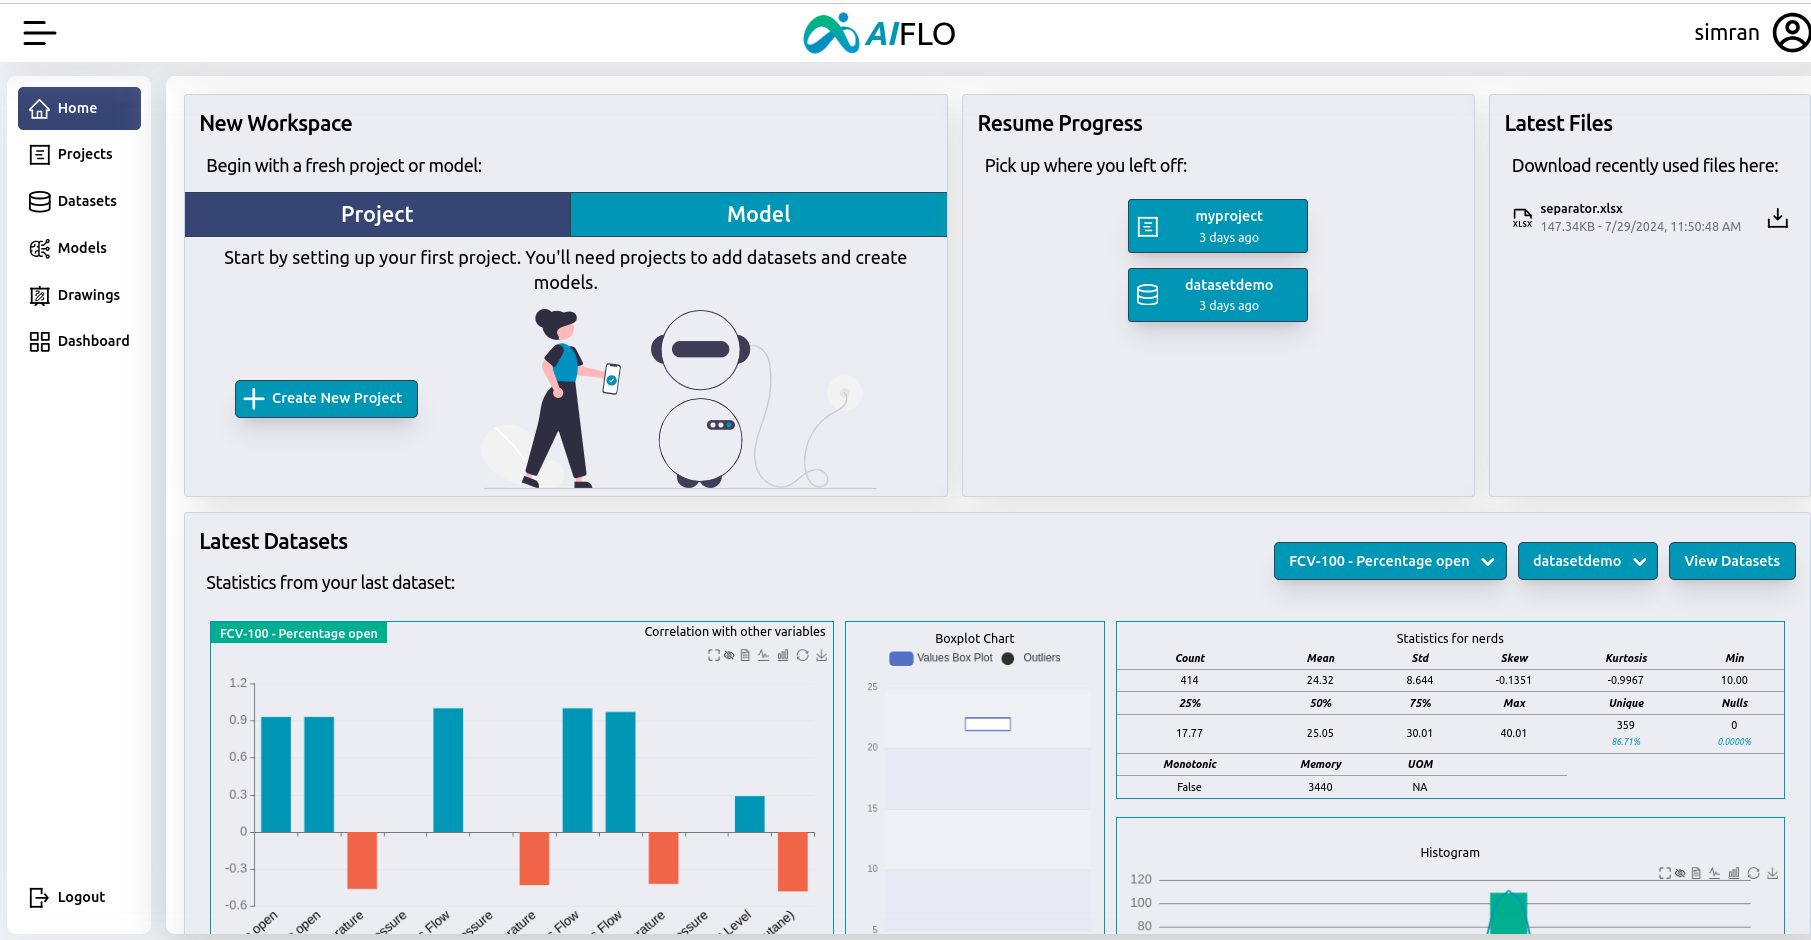 AIFLO
simran
Home
Projects
Datasets
Models
Drawings
Dashboard
Logout
New Workspace
Begin with a fresh project or model:
Project
Model
Start by setting up your first project. You'll need projects to add datasets and create
models.
Create New Project
Resume Progress
Pick up where you left off:
myproject
3 days ago
datasetdemo
3 days ago
Latest Files
Download recently used files here:
XLSX
separator.xlsx
147.34KB - 7/29/2024, 11:50:48 AM
Latest Datasets
Statistics from your last dataset:
FCV-100 - Percentage open
datasetdemo
View Datasets
FCV-100 - Percentage open
Correlation with other variables
1.2
0.9
0.6
0.3
0
-0.3
-0.6
open
open
rature
ssure
Flow
ssure
rature
Flow
Flow
rature
ssure
Level
utane)
Boxplot Chart
Values Box Plot
Outliers
25
20
15
10
5
Statistics for nerds
Count Mean Std Skew Kurtosis Min
414 24.32 8.644 -0.1351 -0.9967 10.00
25% 50% 75% Max Unique Nulls
17.77 25.05 30.01 40.01 359 0
86.71% 0.0000%
Monotonic Memory UOM
False 3440 NA
Histogram
120
100
80